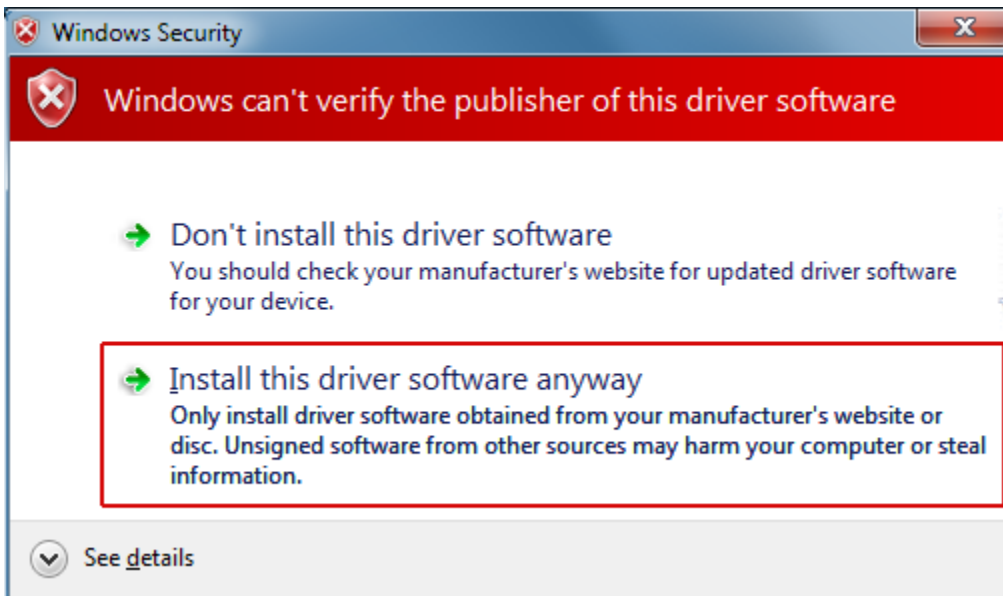 Windows Security
Windows can't verify the publisher of this driver software
Don't install this driver software
You should check your manufacturer's website for updated driver software
for your device.
Install this driver software anyway
Only install driver software obtained from your manufacturer's website or
disc. Unsigned software from other sources may harm your computer or steal
information.
See details